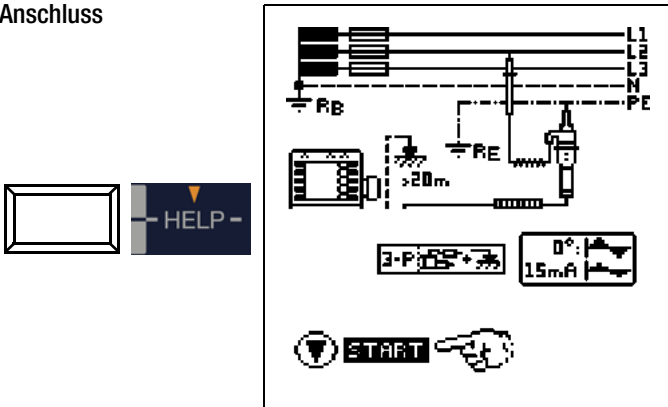 Anschluss
L1
L2
L3
N
PE
RB
RE
>20m
HELP
3-P
0°:
15mA
START